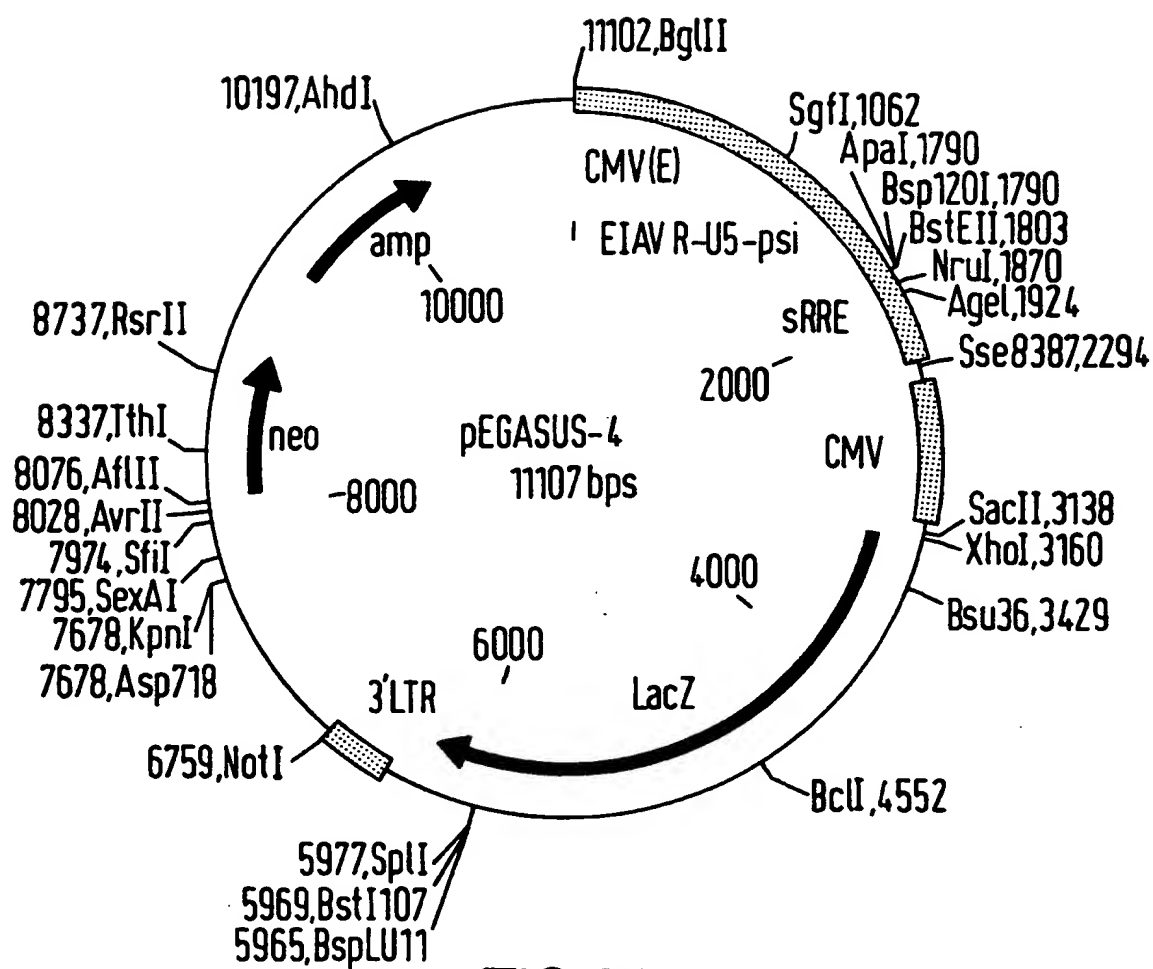 11102,BglII
10197,AhdI
SgfI,1062
ApaI,1790
Bsp120I,1790
BstEII,1803
NruI,1870
AgeI,1924
Sse8387,2294
CMV(E)
EIAV R-U5-psi
amp
10000
sRRE
2000
8737,RsrII
8337,TthI
8076,AflII
8028,AvrII
7974,SfiI
7795,SexAI
7678,KpnI
7678,Asp718
neo
8000
pEGASUS-4
11107 bps
CMV
SacII,3138
XhoI,3160
Bsu36,3429
4000
6000
3'LTR
LacZ
6759,NotI
BclI,4552
5977,SplI
5969,BstI107
5965,BspLU11